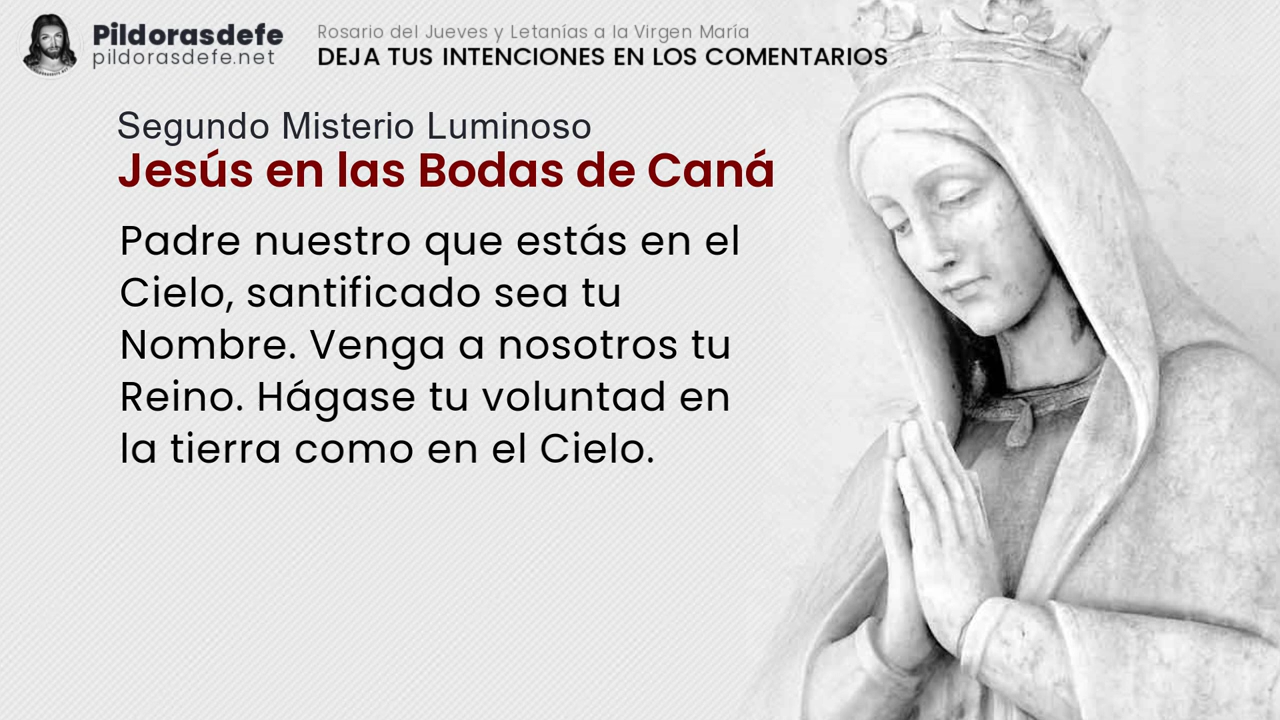 Pildorasdefe
pildorasdefe.net
Rosario del Jueves y Letanías a la Virgen María
DEJA TUS INTENCIONES EN LOS COMENTARIOS
Segundo Misterio Luminoso
Jesús en las Bodas de Caná
Padre nuestro que estás en el
Cielo, santificado sea tu
Nombre. Venga a nosotros tu
Reino. Hágase tu voluntad en
la tierra como en el Cielo.